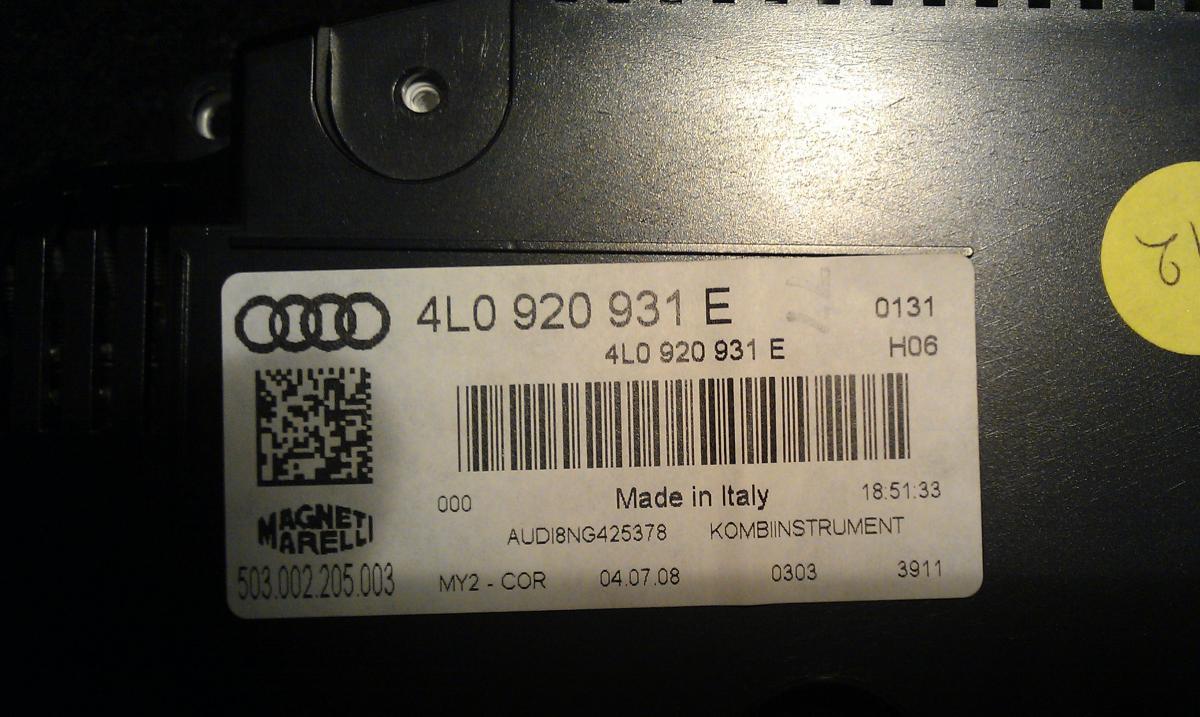 4L0 920 931 E
0131
4L0 920 931 E
H06
000
Made in Italy
18:51:33
AUDI8NG425378 KOMBIINSTRUMENT
MAGNETI
MARELLI
503.002.205.003
MY2 - COR 04.07.08 0303 3911